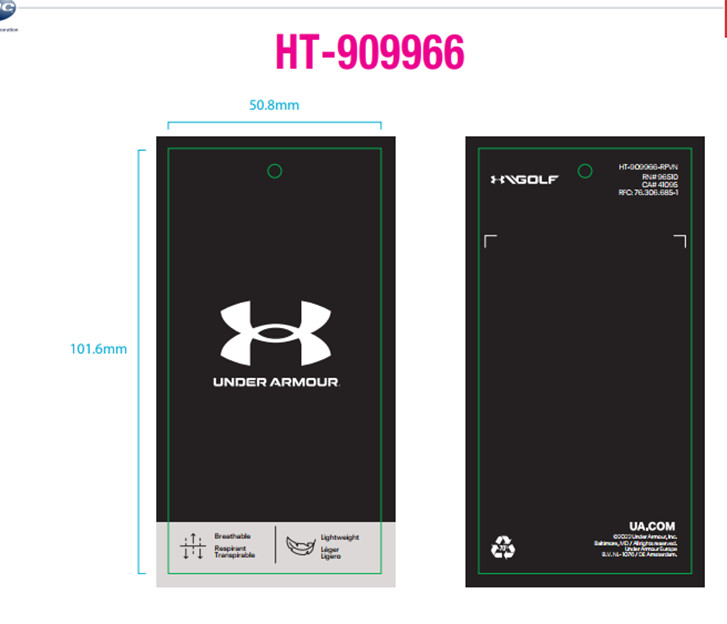 HT-909966
50.8mm
101.6mm
UNDER ARMOUR
Breathable
Respirant
Transpirable
Lightweight
Léger
Ligero
GOLF
HT-909966-RPVN
RN# 96510
CA# 41095
RFC: 76.306.685-1
UA.COM
©2022 Under Armour, Inc.
Baltimore, MD / All rights reserved.
Under Armour Europe
B.V. NL-1076 / DE Amsterdam.